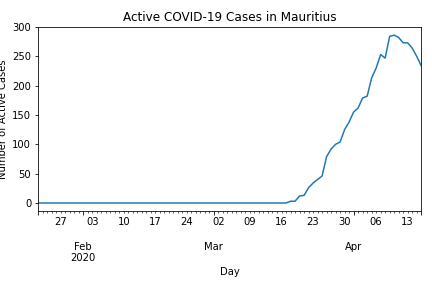 Active COVID-19 Cases in Mauritius
Number of Active Cases
300
250
200
150
100
50
0
27 03 10 17 24 02 09 16 23 30 06 13
Feb Mar Apr
2020
Day